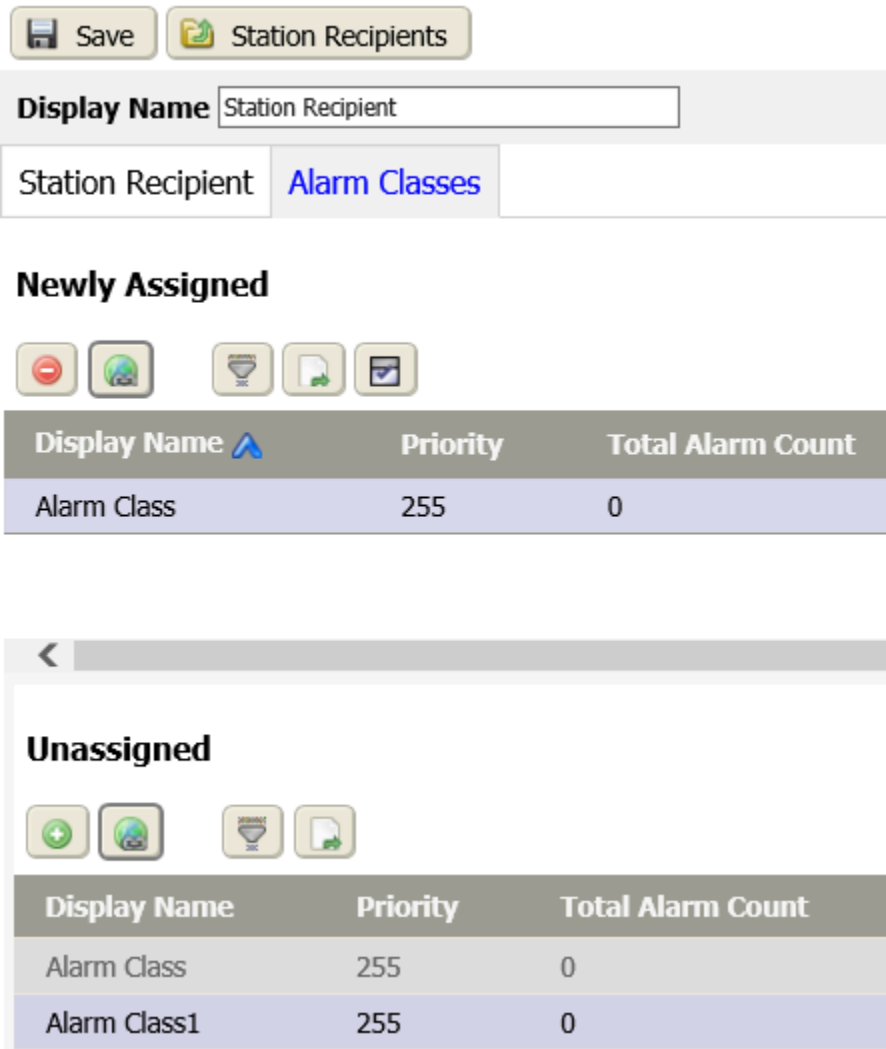 Save Station Recipients
Display Name Station Recipient
Station Recipient Alarm Classes
Newly Assigned
Display Name Priority Total Alarm Count
Alarm Class 255 0
Unassigned
Display Name Priority Total Alarm Count
Alarm Class 255 0
Alarm Class1 255 0